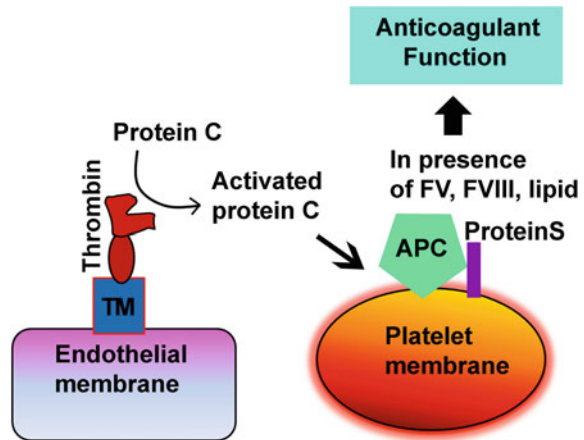 Anticoagulant
Function
Protein C
In presence
of FV, FVIII, lipid
Thrombin
Activated
protein C
ProteinS
APC
TM
Endothelial
membrane
Platelet
membrane